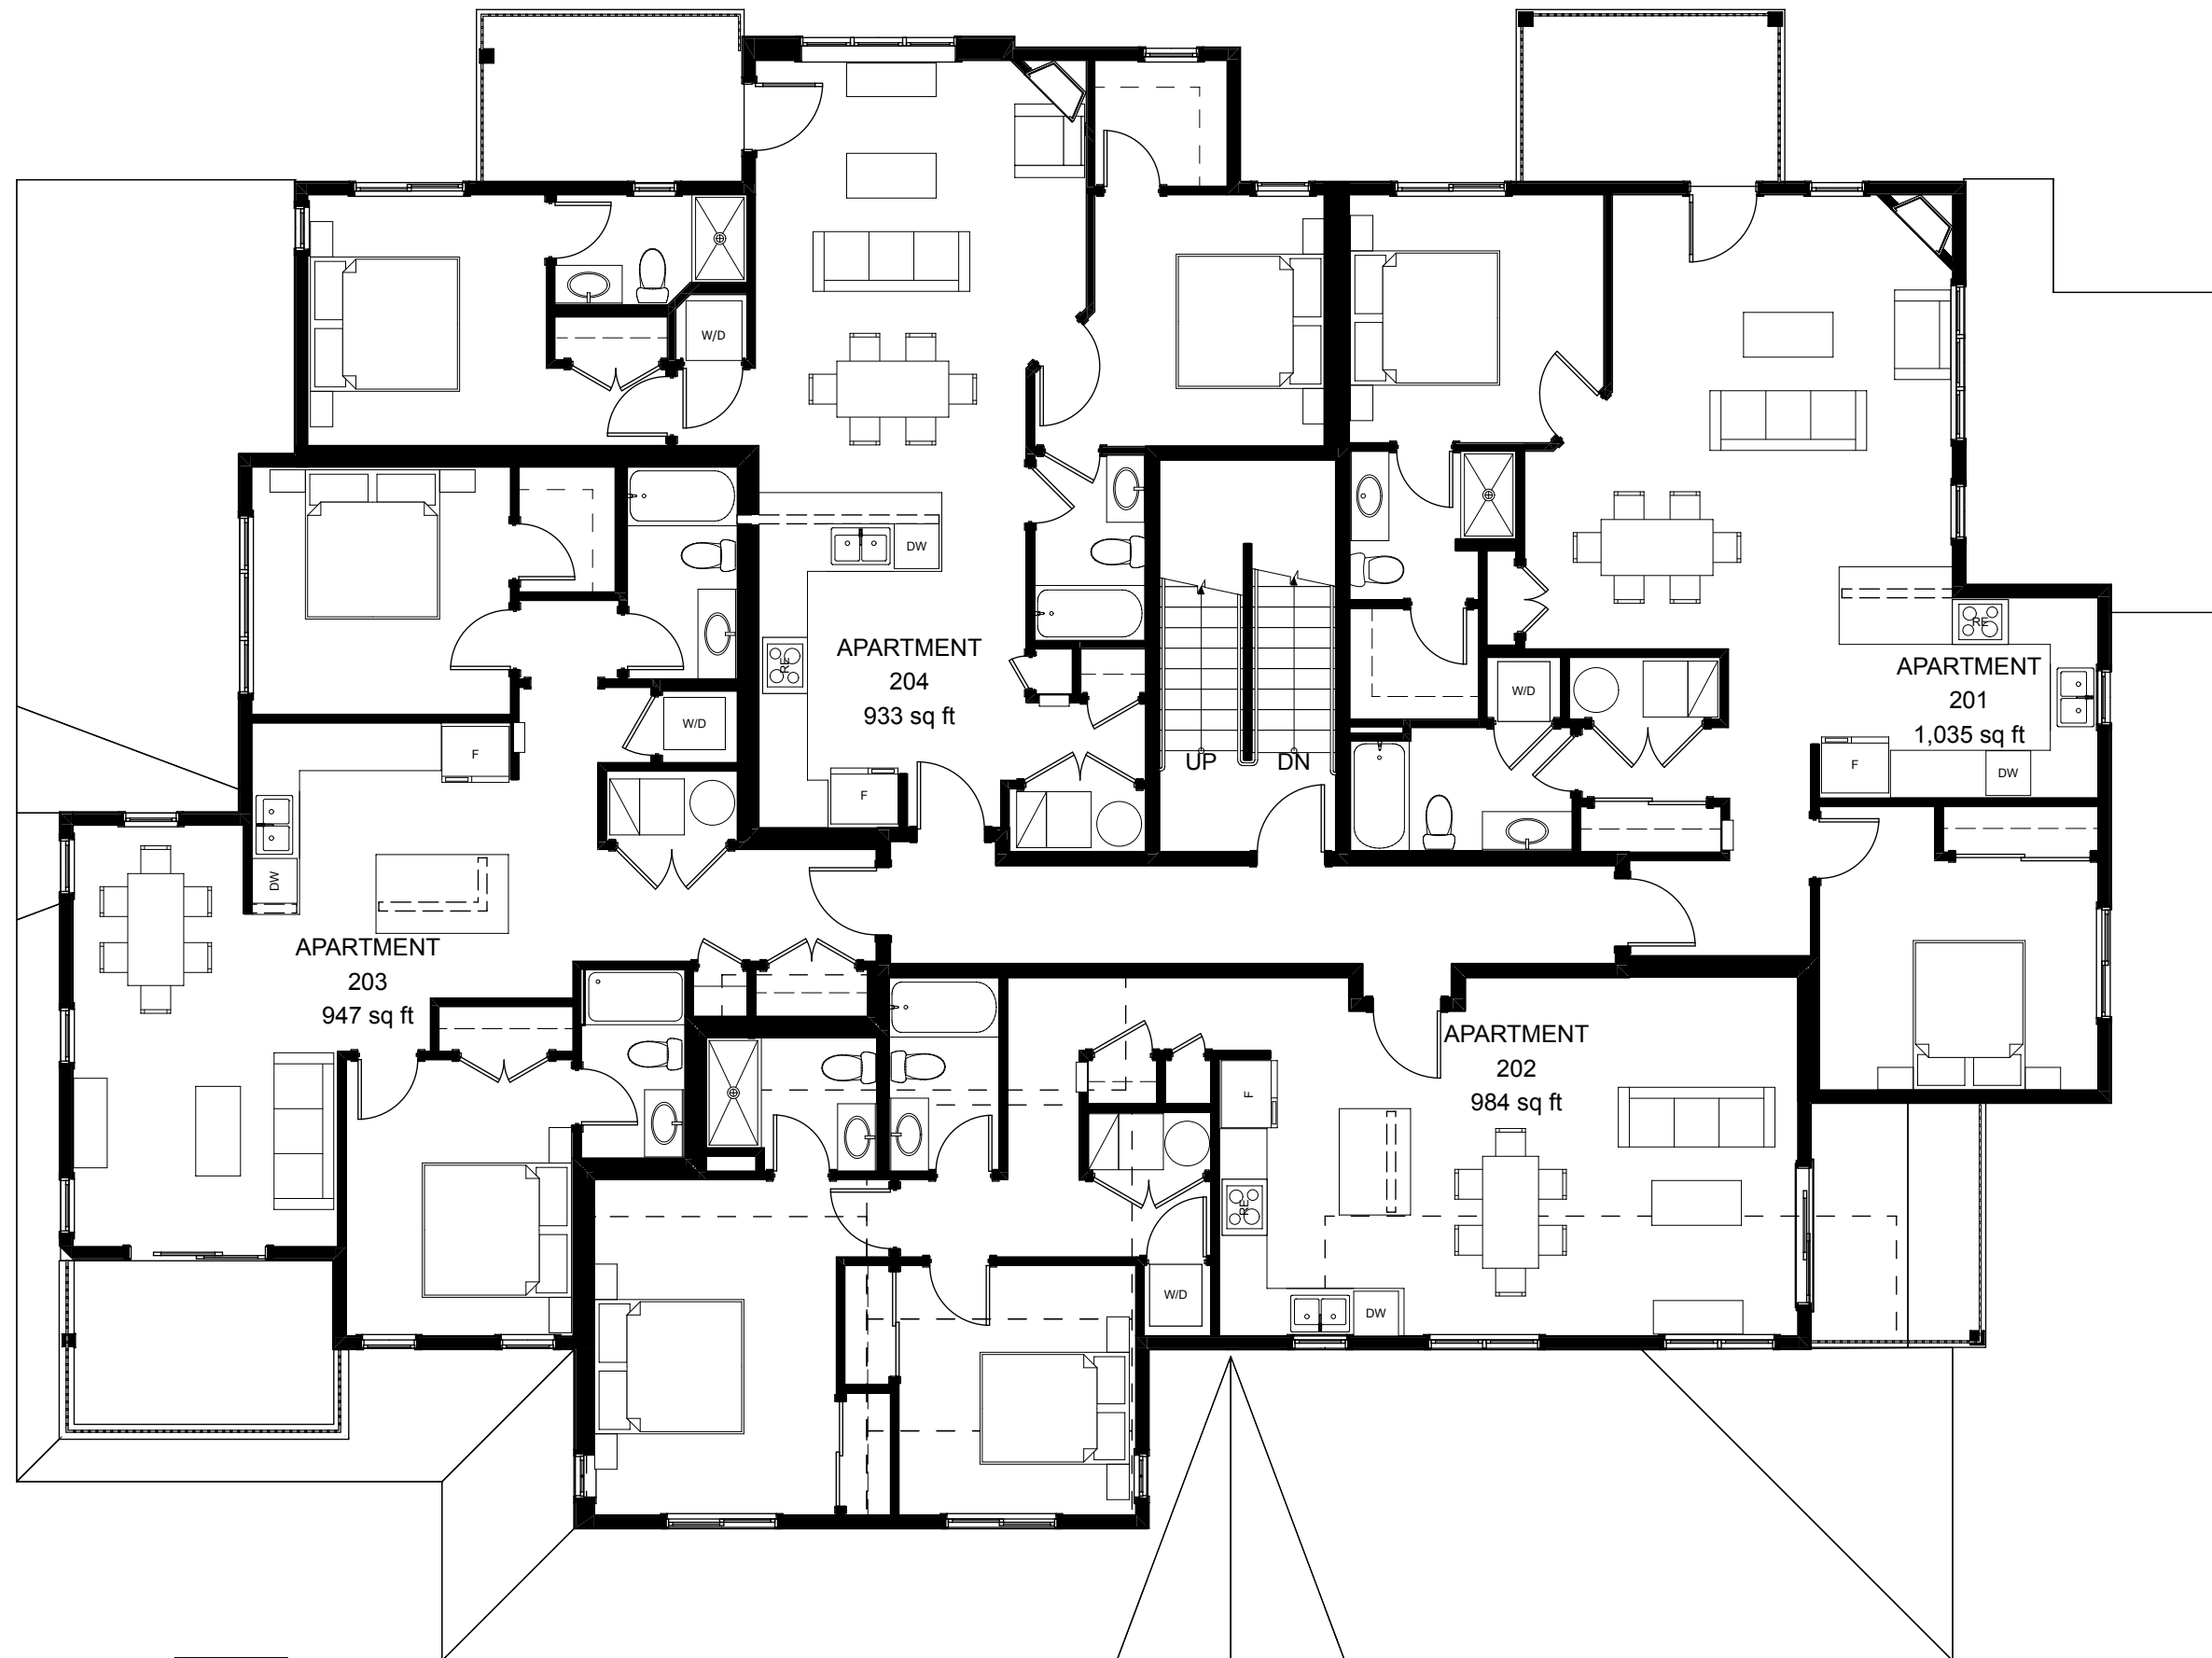 W/D
DW
RE
APARTMENT
204
933 sq ft
F
UP
DN
W/D
RE
APARTMENT
201
1,035 sq ft
F
DW
W/D
F
DW
APARTMENT
203
947 sq ft
APARTMENT
202
984 sq ft
F
RE
W/D
DW